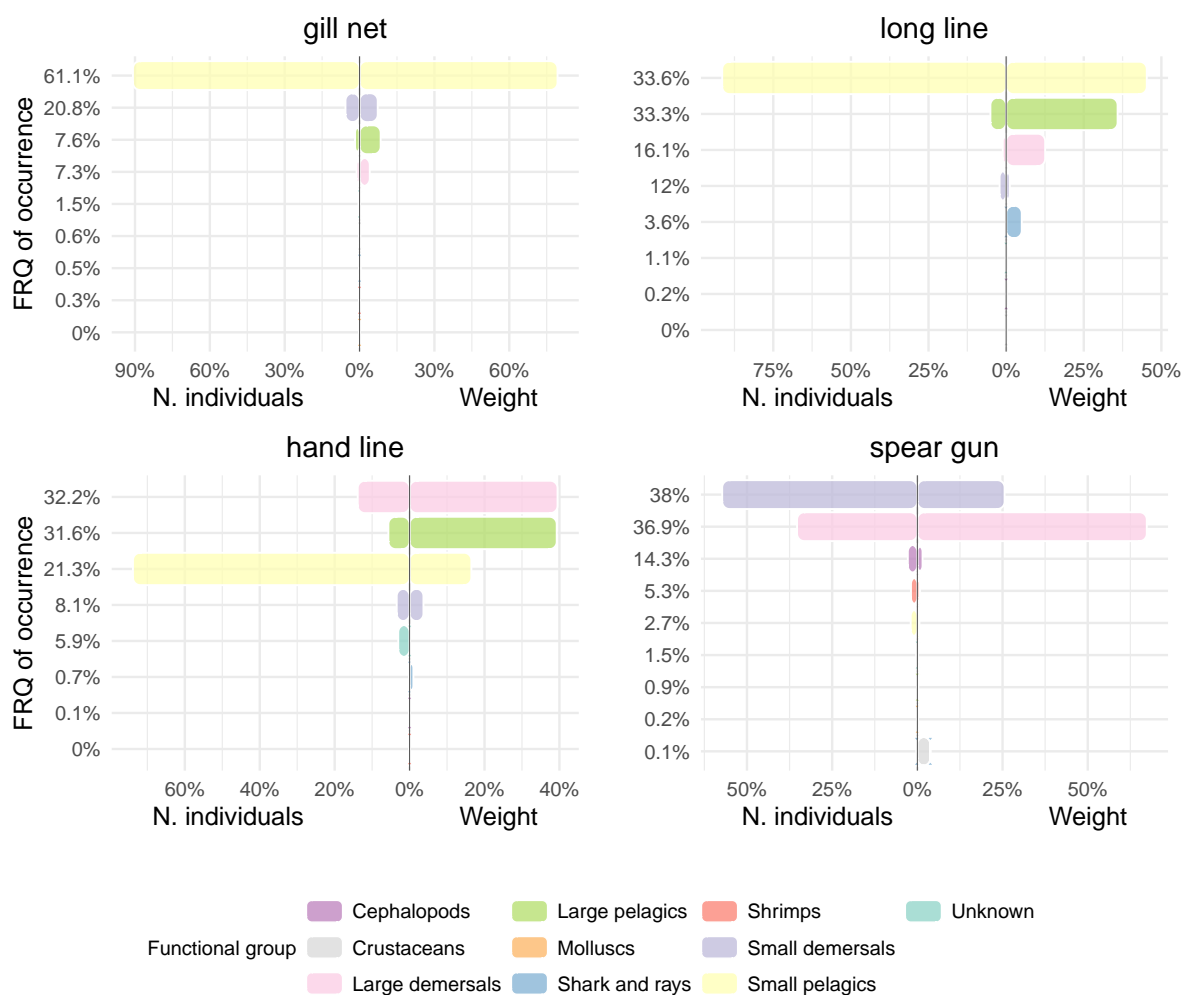 gill net
FRQ of occurrence
61.1%
20.8%
7.6%
7.3%
1.5%
0.6%
0.5%
0.3%
0%
90% 60% 30% 0% 30% 60%
N. individuals Weight
long line
33.6%
33.3%
16.1%
12%
3.6%
1.1%
0.2%
0%
75% 50% 25% 0% 25% 50%
N. individuals Weight
hand line
FRQ of occurrence
32.2%
31.6%
21.3%
8.1%
5.9%
0.7%
0.1%
0%
60% 40% 20% 0% 20% 40%
N. individuals Weight
spear gun
38%
36.9%
14.3%
5.3%
2.7%
1.5%
0.9%
0.2%
0.1%
50% 25% 0% 25% 50%
N. individuals Weight
Functional group
Cephalopods
Crustaceans
Large demersals
Large pelagics
Molluscs
Shark and rays
Shrimps
Small demersals
Small pelagics
Unknown